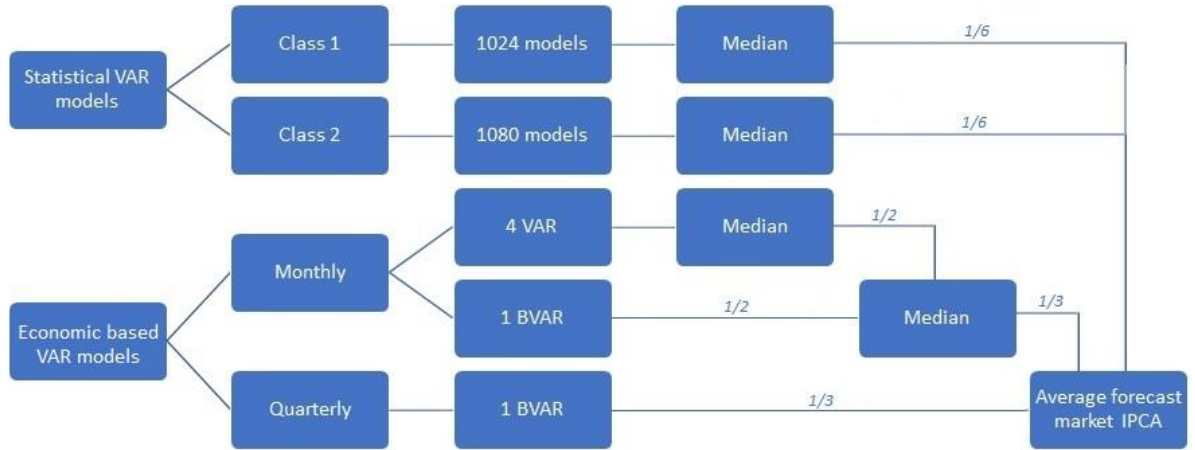 Statistical VAR
models
Class 1
1024 models
Median
1/6
Class 2
1080 models
Median
1/6
Economic based
VAR models
Monthly
4 VAR
Median
1/2
1 BVAR
1/2
Median
1/3
Quarterly
1 BVAR
1/3
Average forecast
market IPCA